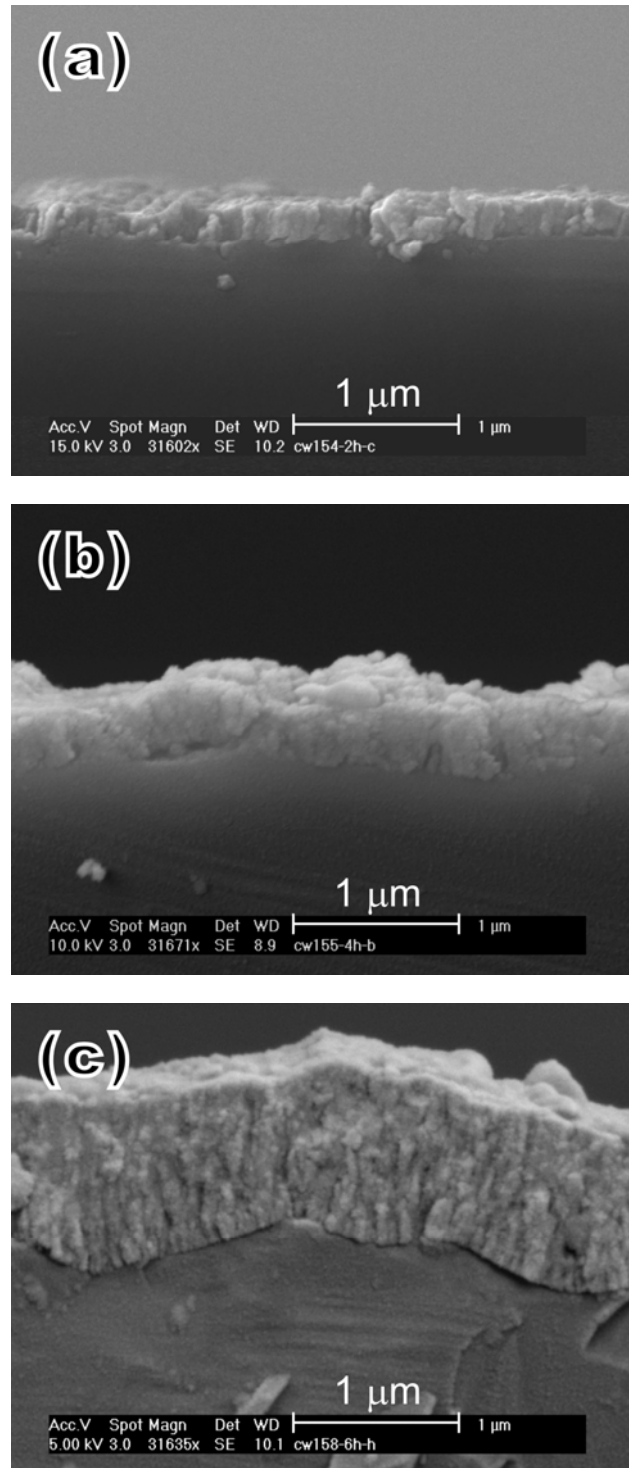 (a)
1 μm
Acc.V Spot Magn Det WD 1 μm
15.0 kV 3.0 31602x SE 10.2 cw154-2h-c
(b)
1 μm
Acc.V Spot Magn Det WD 1 μm
10.0 kV 3.0 31671x SE 8.9 cw155-4h-b
(c)
1 μm
Acc.V Spot Magn Det WD 1 μm
5.00 kV 3.0 31635x SE 10.1 cw158-6h-h